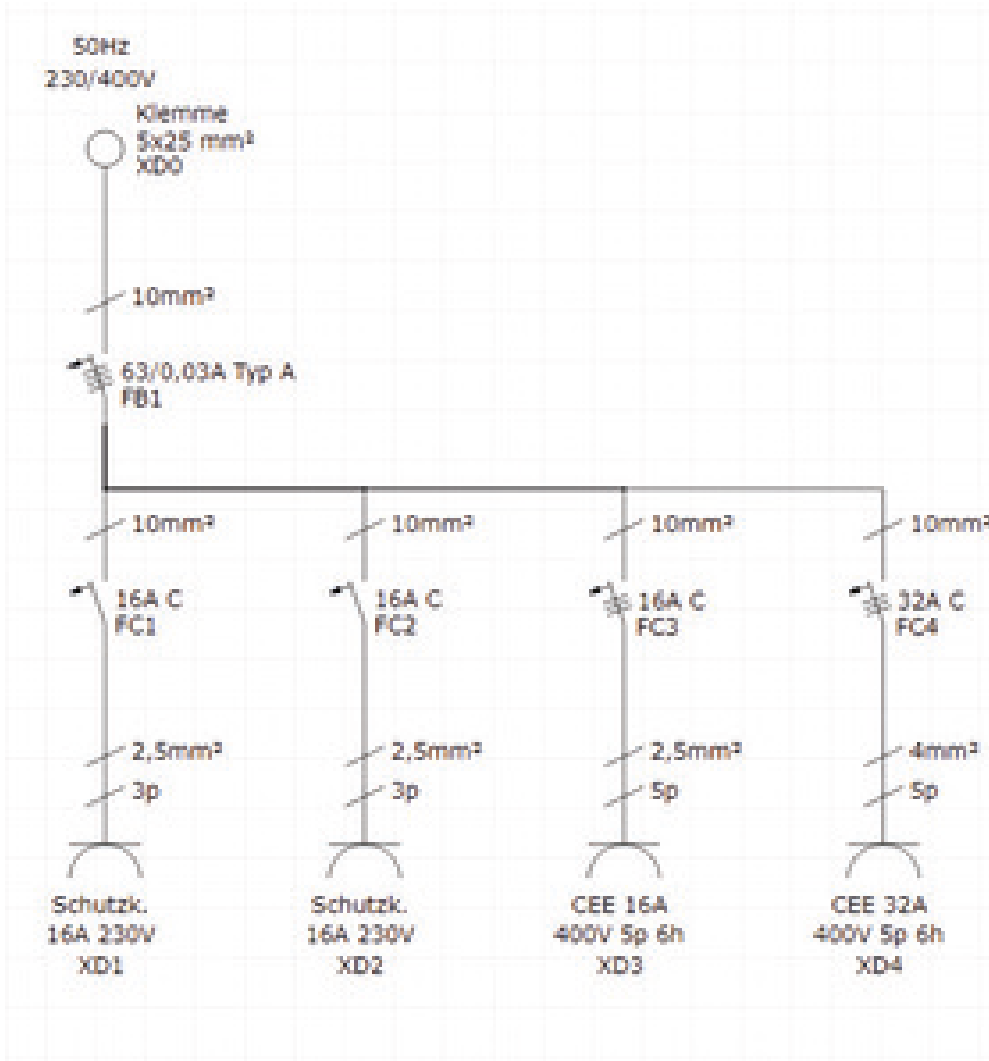 50Hz
230/400V
Klemme
5x25 mm²
XD0
10mm²
63/0,03A Typ A
FB1
10mm²
10mm²
10mm²
10mm²
16A C
FC1
16A C
FC2
16A C
FC3
32A C
FC4
2,5mm²
2,5mm²
2,5mm²
4mm²
3p
3p
5p
5p
Schutzk.
16A 230V
XD1
Schutzk.
16A 230V
XD2
CEE 16A
400V 5p 6h
XD3
CEE 32A
400V 5p 6h
XD4